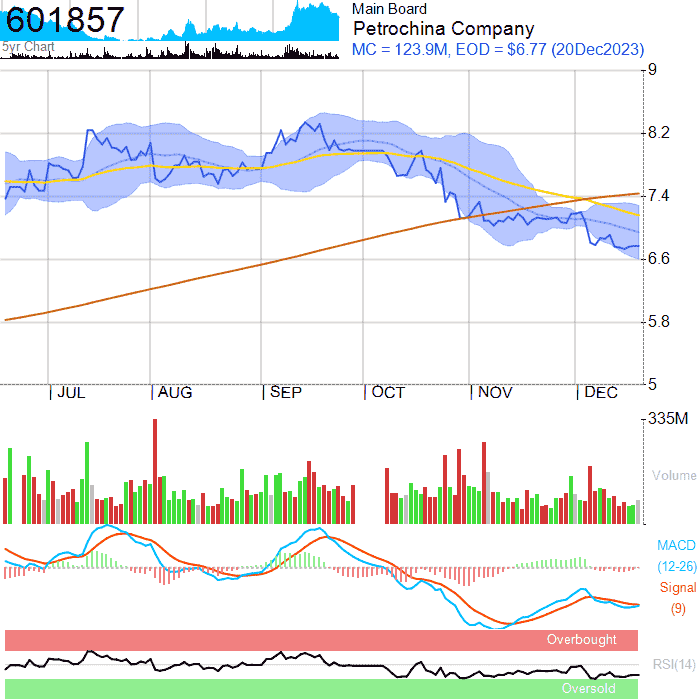 601857
5yr Chart
Main Board
Petrochina Company
MC = 123.9M, EOD = $6.77 (20Dec2023)
9
8.2
7.4
6.6
5.8
5
JUL AUG SEP OCT NOV DEC
335M
Volume
MACD
(12-26)
Signal
(9)
Overbought
RSI(14)
Oversold